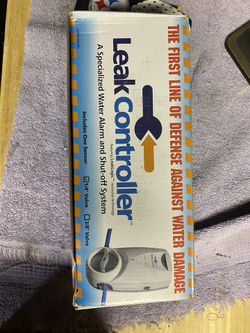 THE FIRST LINE OF DEFENSE AGAINST WATER DAMAGE
Leak Controller
A Specialized Water Alarm and Shut-off System
Includes One Sensor
1/4" Valve
3/8" Valve